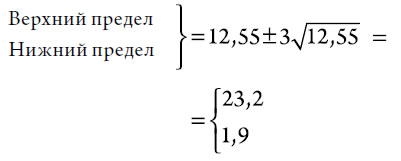 Верхний предел
Нижний предел
} = 12,55±3√12,55 =
= {23,2
1,9